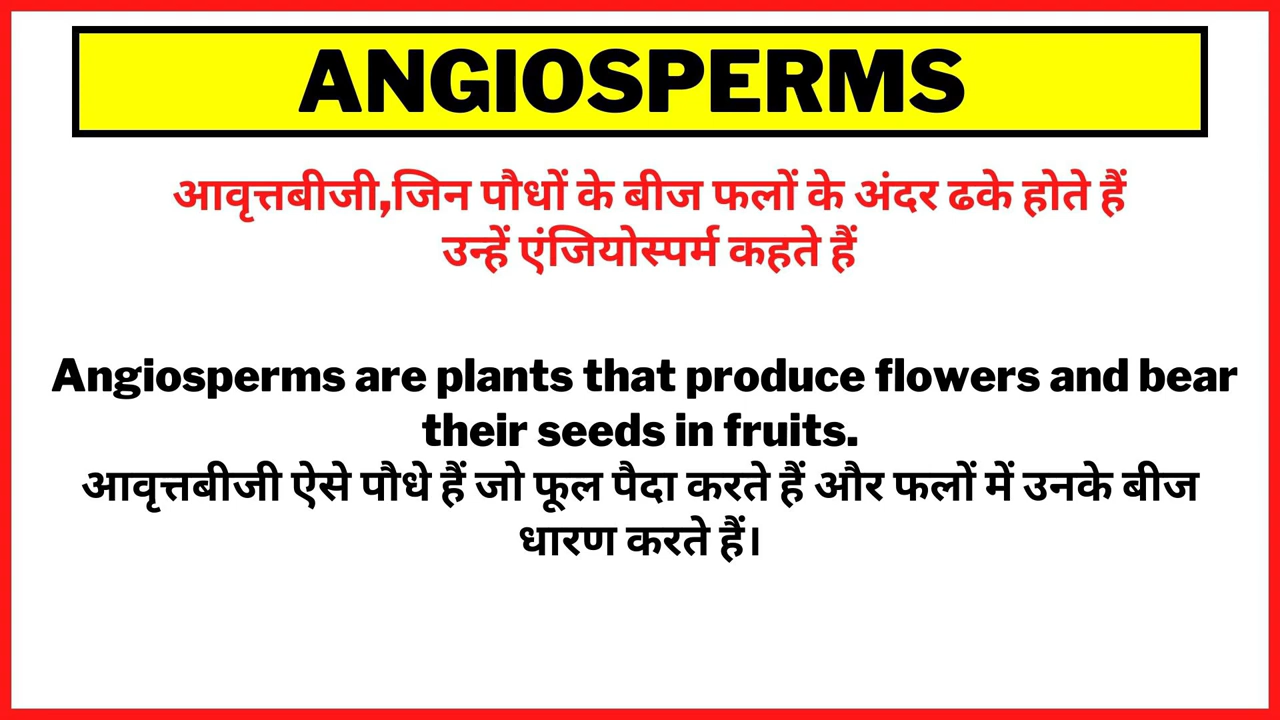 ANGIOSPERMS
आवृत्तबीजी,जिन पौधों के बीज फलों के अंदर ढके होते हैं
उन्हें एंजियोस्पर्म कहते हैं
Angiosperms are plants that produce flowers and bear
their seeds in fruits.
आवृत्तबीजी ऐसे पौधे हैं जो फूल पैदा करते हैं और फलों में उनके बीज
धारण करते हैं।